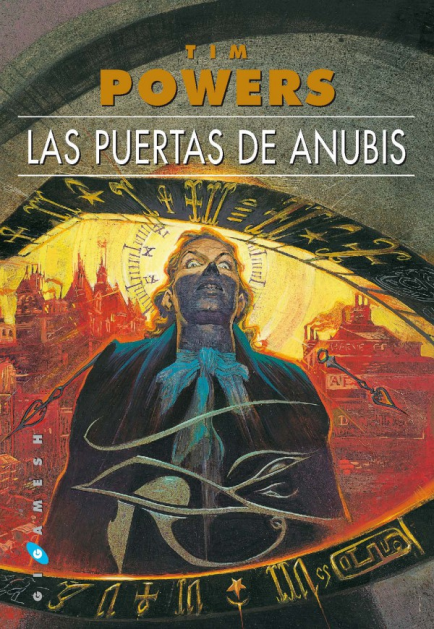 TIM
POWERS
LAS PUERTAS DE ANUBIS
GIGAMESH